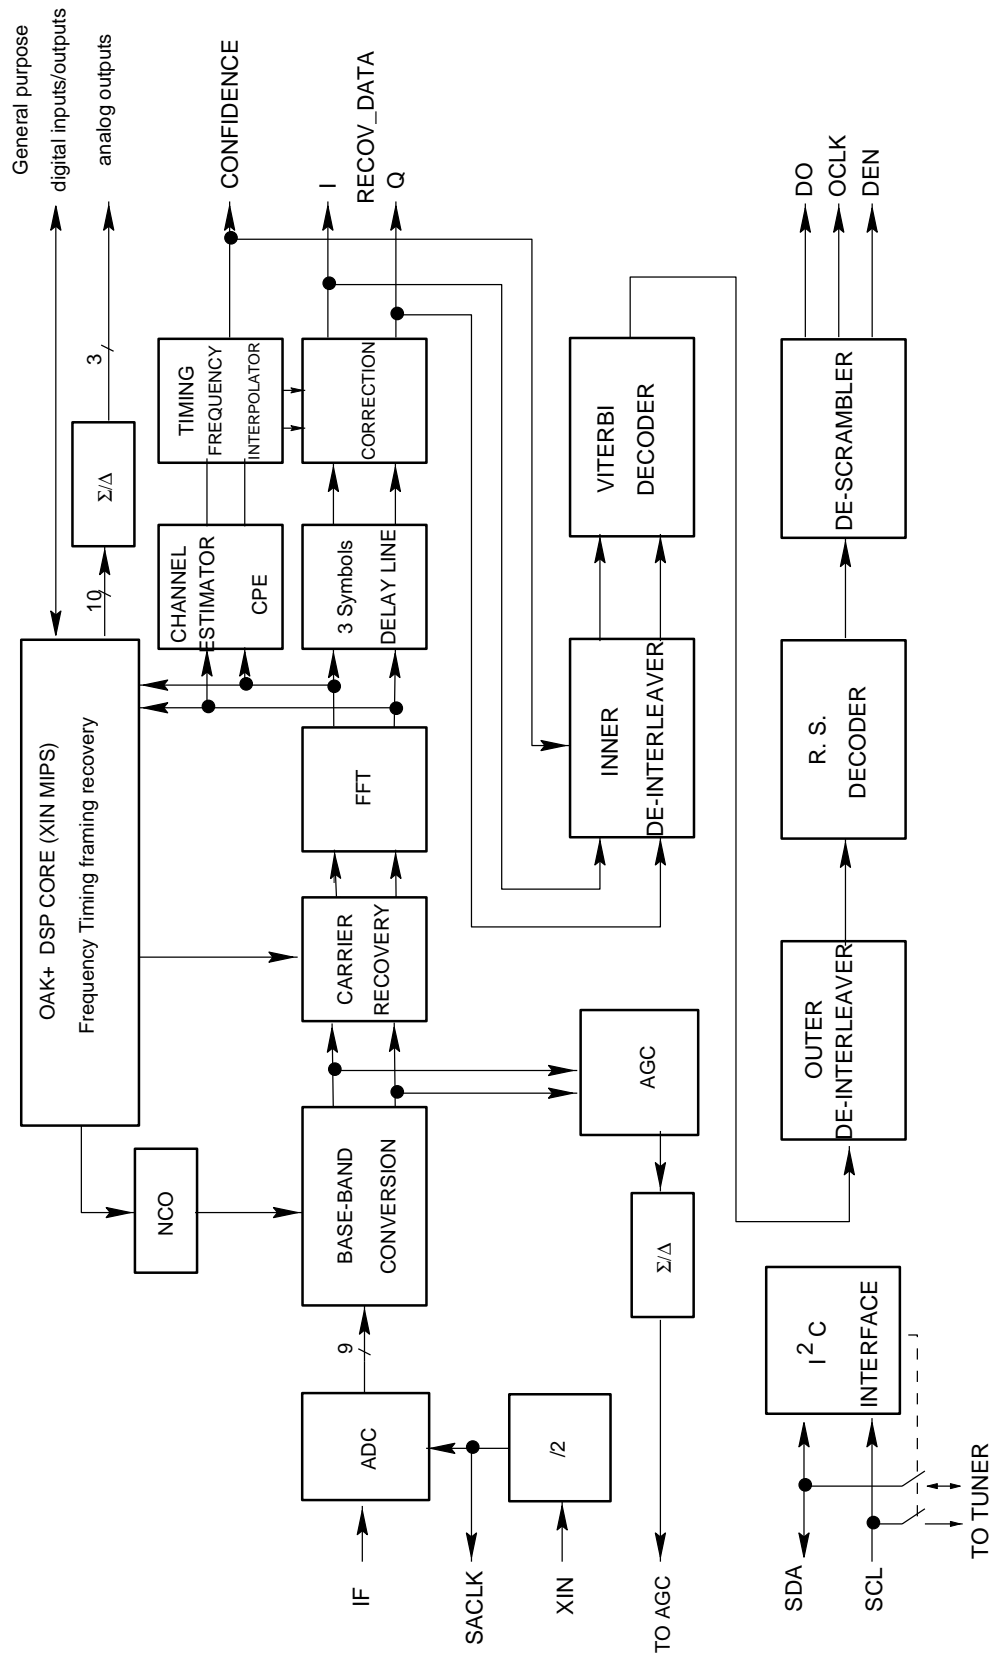 General purpose
digital inputs/outputs
analog outputs
3
Σ/Δ
10
OAK+ DSP CORE (XIN MIPS)
Frequency Timing framing recovery
NCO
CONFIDENCE
TIMING
FREQUENCY
INTERPOLATOR
CHANNEL
ESTIMATOR
CPE
I
RECOV_DATA
Q
CORRECTION
3 Symbols
DELAY LINE
FFT
CARRIER
RECOVERY
BASE-BAND
CONVERSION
9
ADC
IF
SACLK
/2
XIN
AGC
Σ/Δ
TO AGC
VITERBI
DECODER
INNER
DE-INTERLEAVER
DO
OCLK
DEN
DE-SCRAMBLER
R. S.
DECODER
OUTER
DE-INTERLEAVER
I2C
INTERFACE
SDA
SCL
TO TUNER